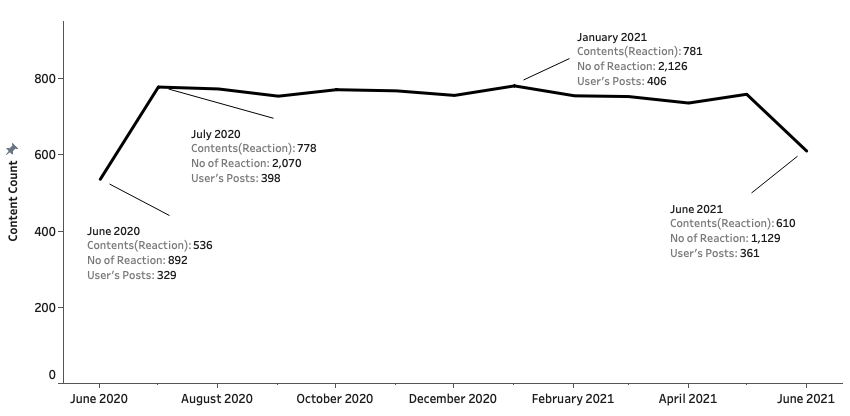 January 2021
Contents(Reaction): 781
No of Reaction: 2,126
User's Posts: 406
800
July 2020
Contents(Reaction): 778
No of Reaction: 2,070
User's Posts: 398
600
Content Count
June 2021
Contents(Reaction): 610
No of Reaction: 1,129
User's Posts: 361
400
June 2020
Contents(Reaction): 536
No of Reaction: 892
User's Posts: 329
200
0
June 2020 August 2020 October 2020 December 2020 February 2021 April 2021 June 2021